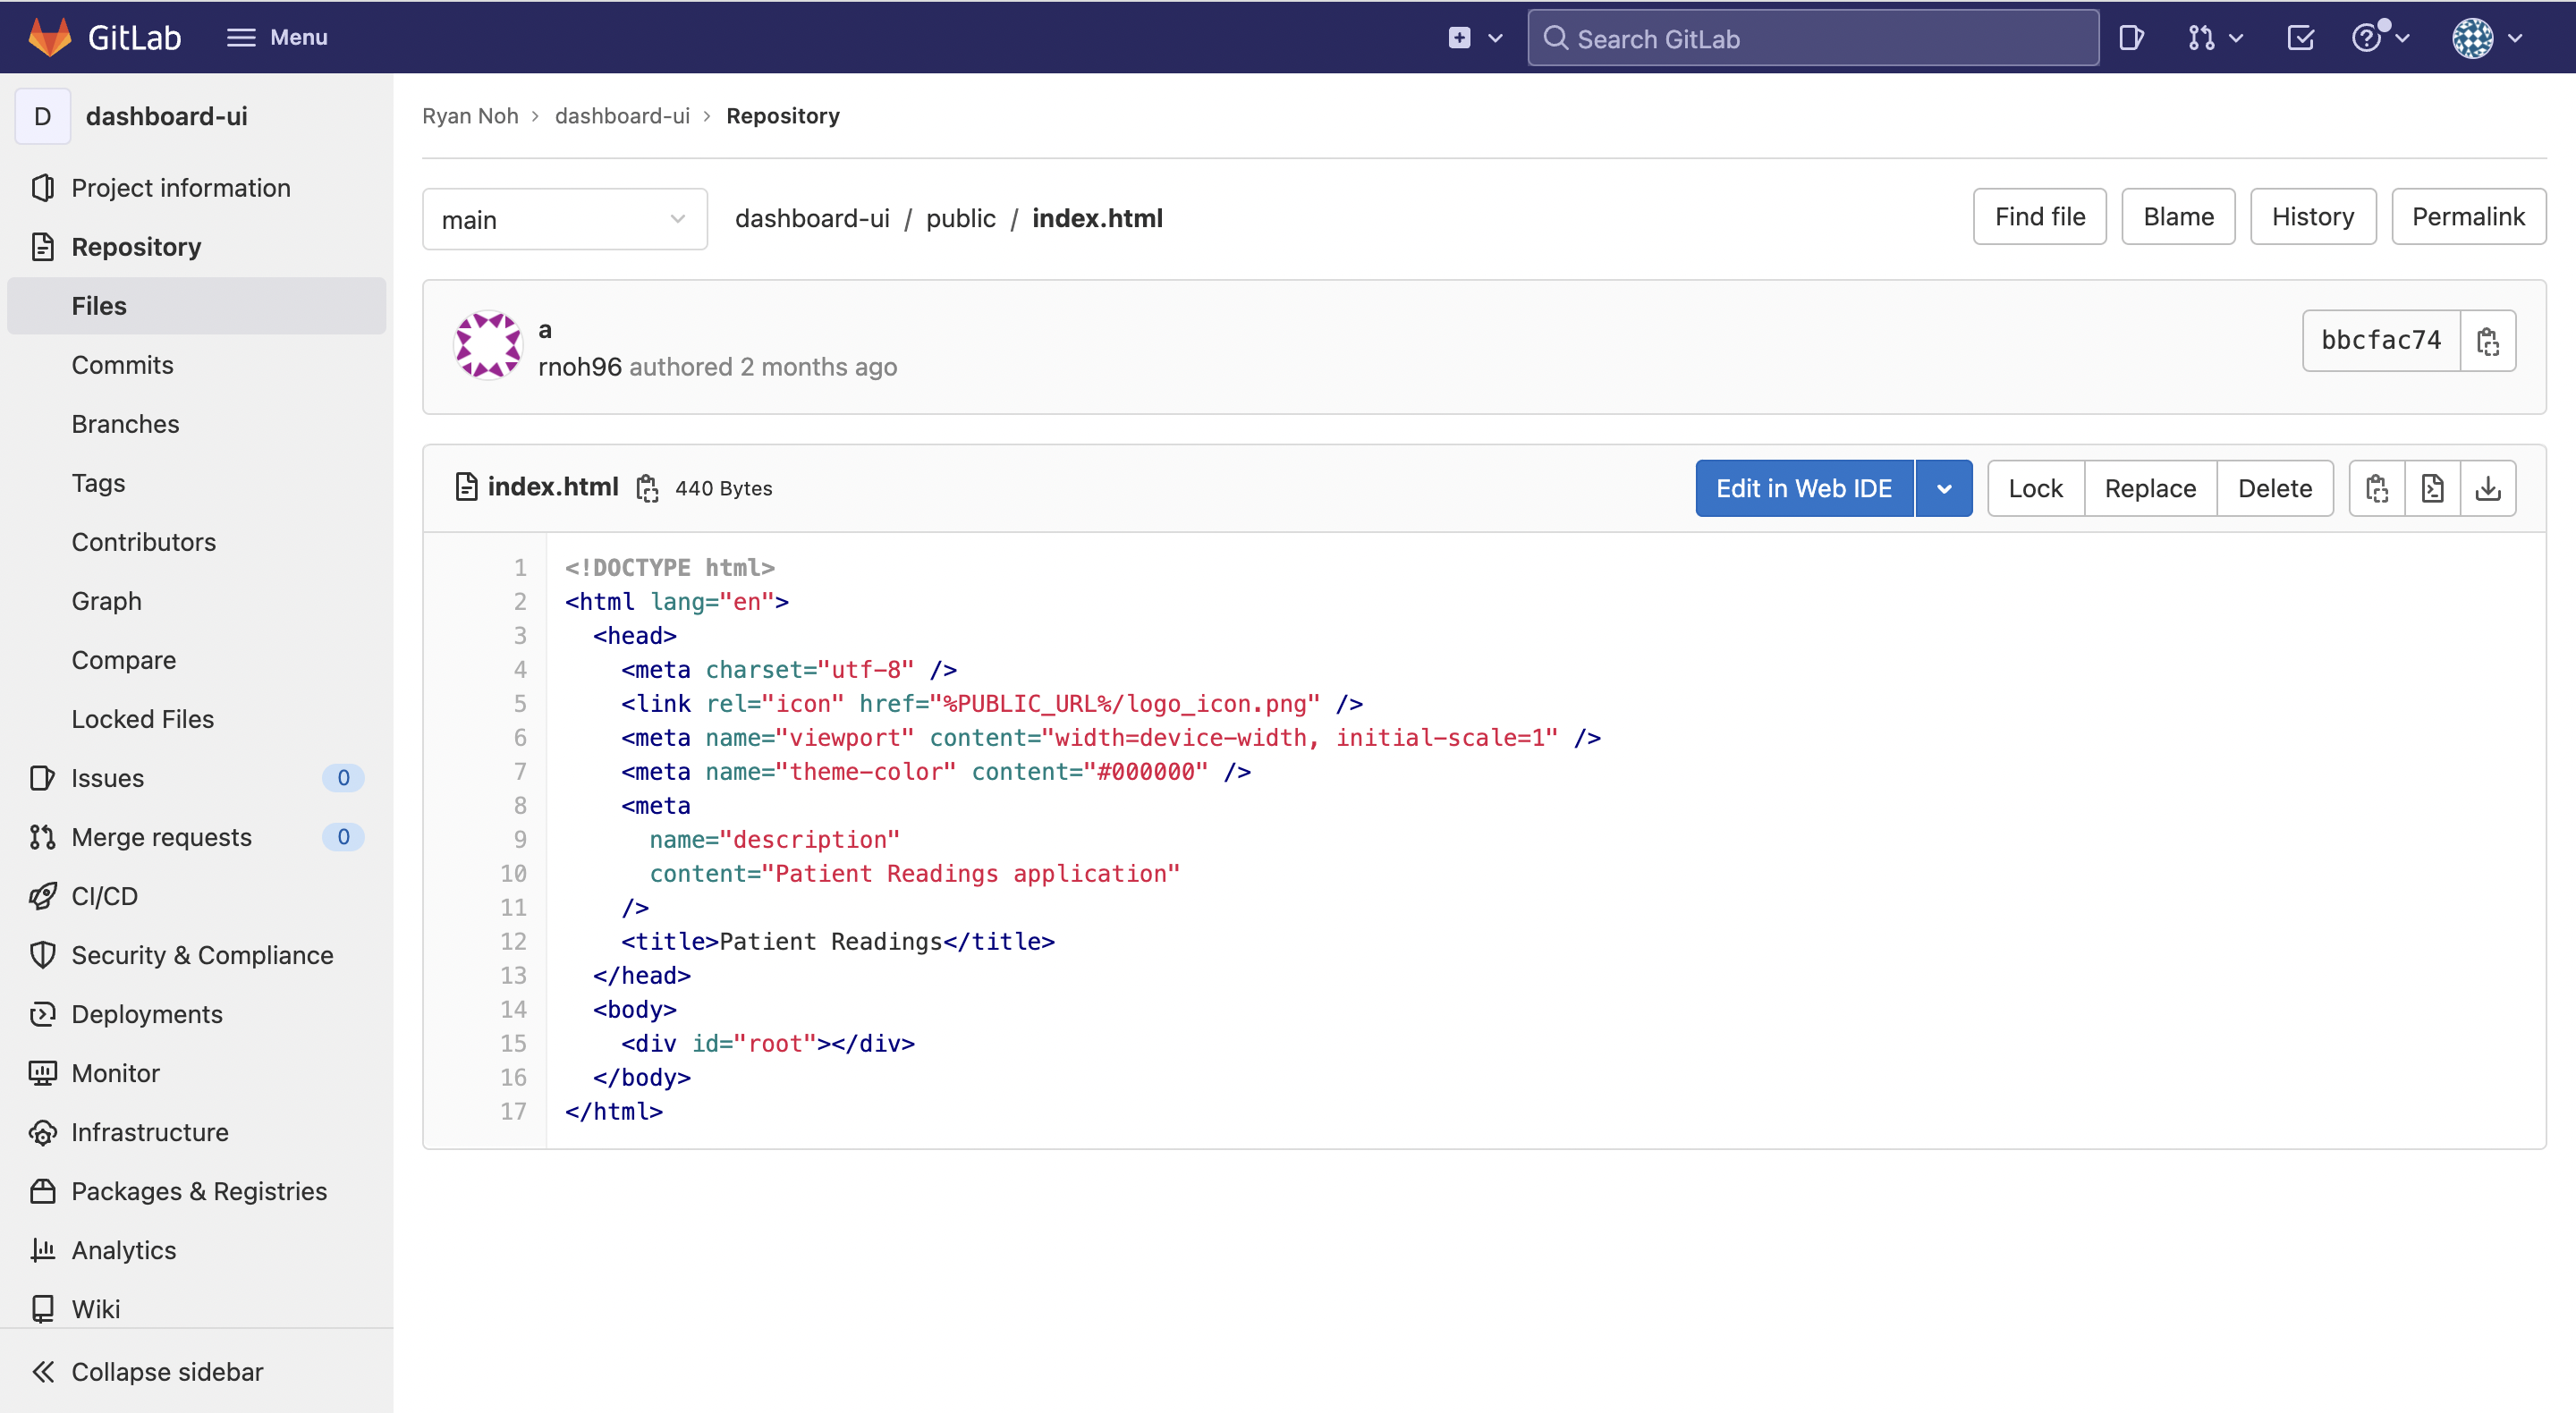 GitLab Menu Search GitLab
D dashboard-ui
Project information
Repository
Files
Commits
Branches
Tags
Contributors
Graph
Compare
Locked Files
Issues 0
Merge requests 0
CI/CD
Security & Compliance
Deployments
Monitor
Infrastructure
Packages & Registries
Analytics
Wiki
Collapse sidebar
Ryan Noh > dashboard-ui > Repository
main dashboard-ui / public / index.html Find file Blame History Permalink
a
rnoh96 authored 2 months ago bbcfac74
index.html 440 Bytes Edit in Web IDE Lock Replace Delete
1 <!DOCTYPE html>
2 <html lang="en">
3   <head>
4     <meta charset="utf-8" />
5     <link rel="icon" href="%PUBLIC_URL%/logo_icon.png" />
6     <meta name="viewport" content="width=device-width, initial-scale=1" />
7     <meta name="theme-color" content="#000000" />
8     <meta
9       name="description"
10       content="Patient Readings application"
11     />
12     <title>Patient Readings</title>
13   </head>
14   <body>
15     <div id="root"></div>
16   </body>
17 </html>